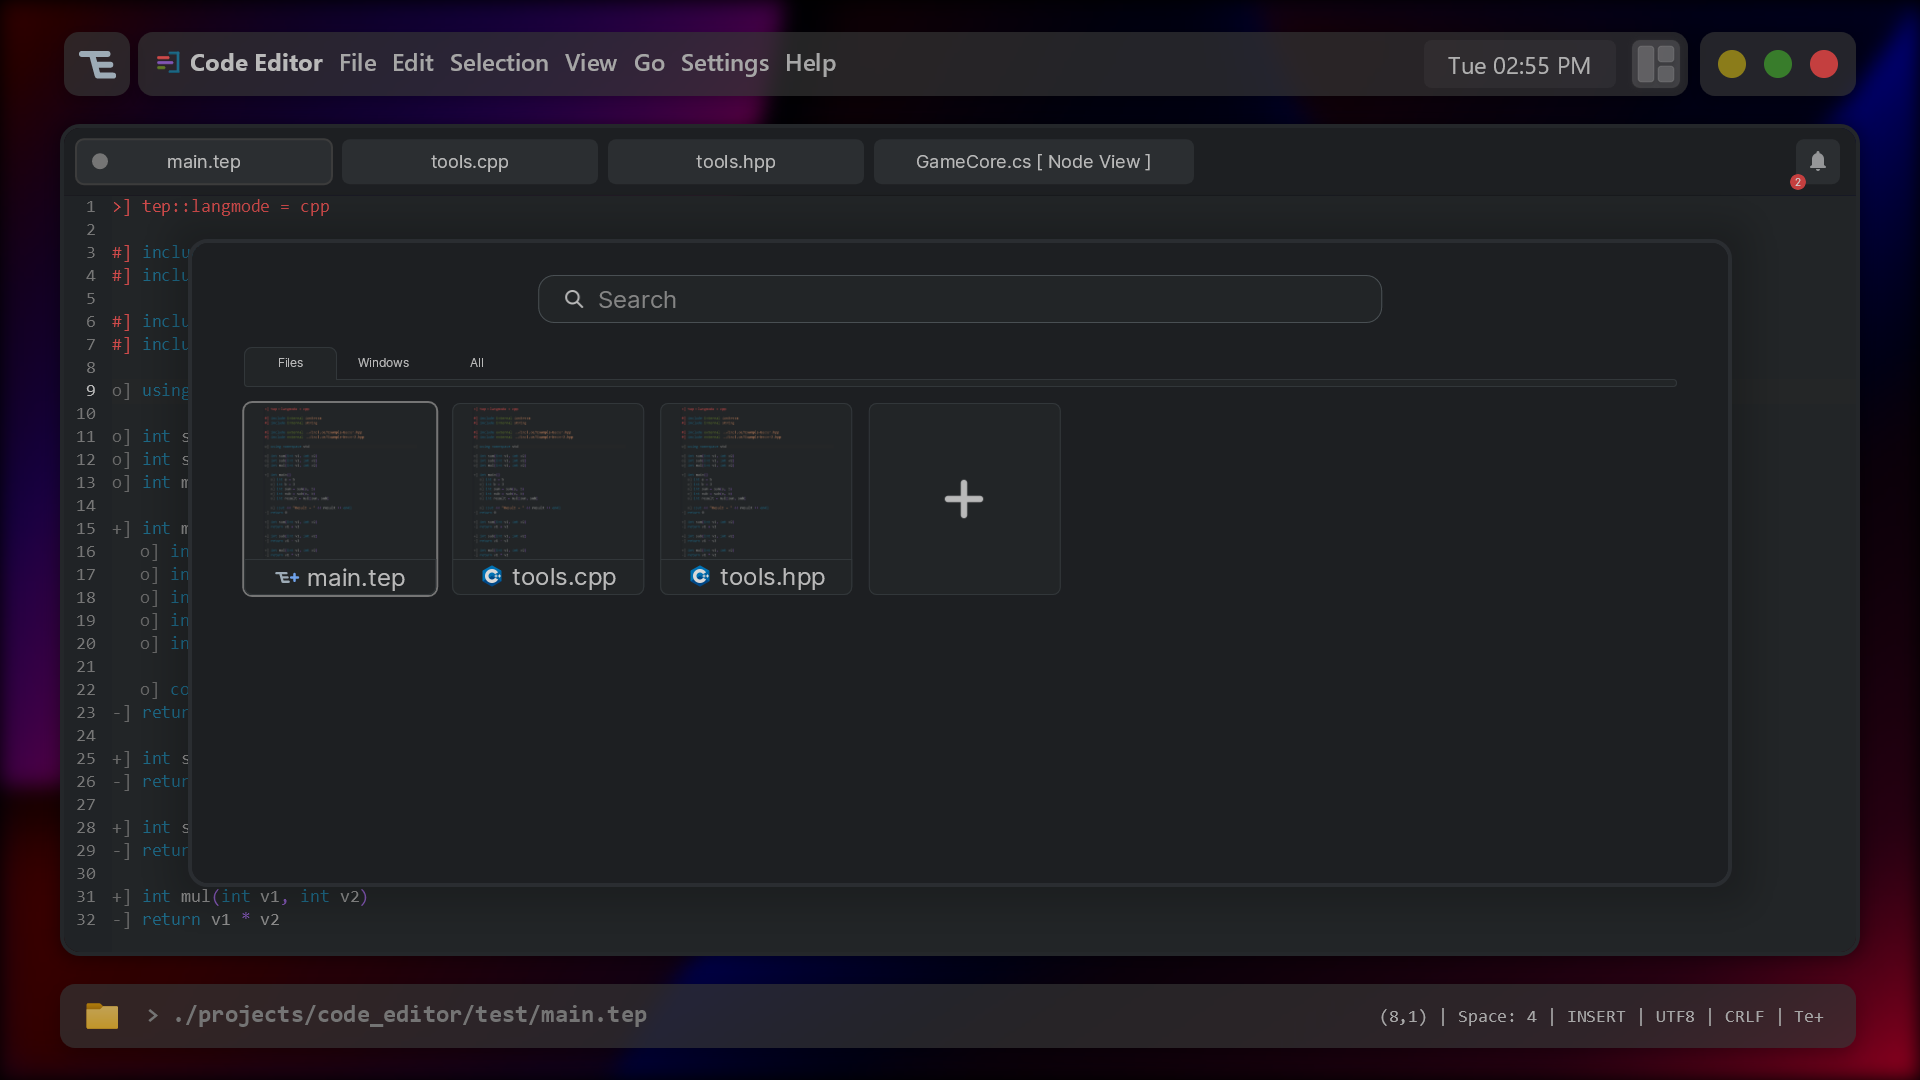 Code Editor File Edit Selection View Go Settings Help
Tue 02:55 PM
main.tep
tools.cpp
tools.hpp
GameCore.cs [ Node View ]
2
1 >] tep::langmode = cpp
2
3 #] inclu
4 #] inclu
5
6 #] inclu
7 #] inclu
8
9 o] using
10
11 o] int s
12 o] int s
13 o] int m
14
15 +] int m
16 o] in
17 o] in
18 o] in
19 o] in
20 o] in
21
22 o] co
23 -] retur
24
25 +] int s
26 -] retur
27
28 +] int s
29 -] retur
30
31 +] int mul(int v1, int v2)
32 -] return v1 * v2
Search
Files Windows All
main.tep
tools.cpp
tools.hpp
> ./projects/code_editor/test/main.tep
(8,1) | Space: 4 | INSERT | UTF8 | CRLF | Te+